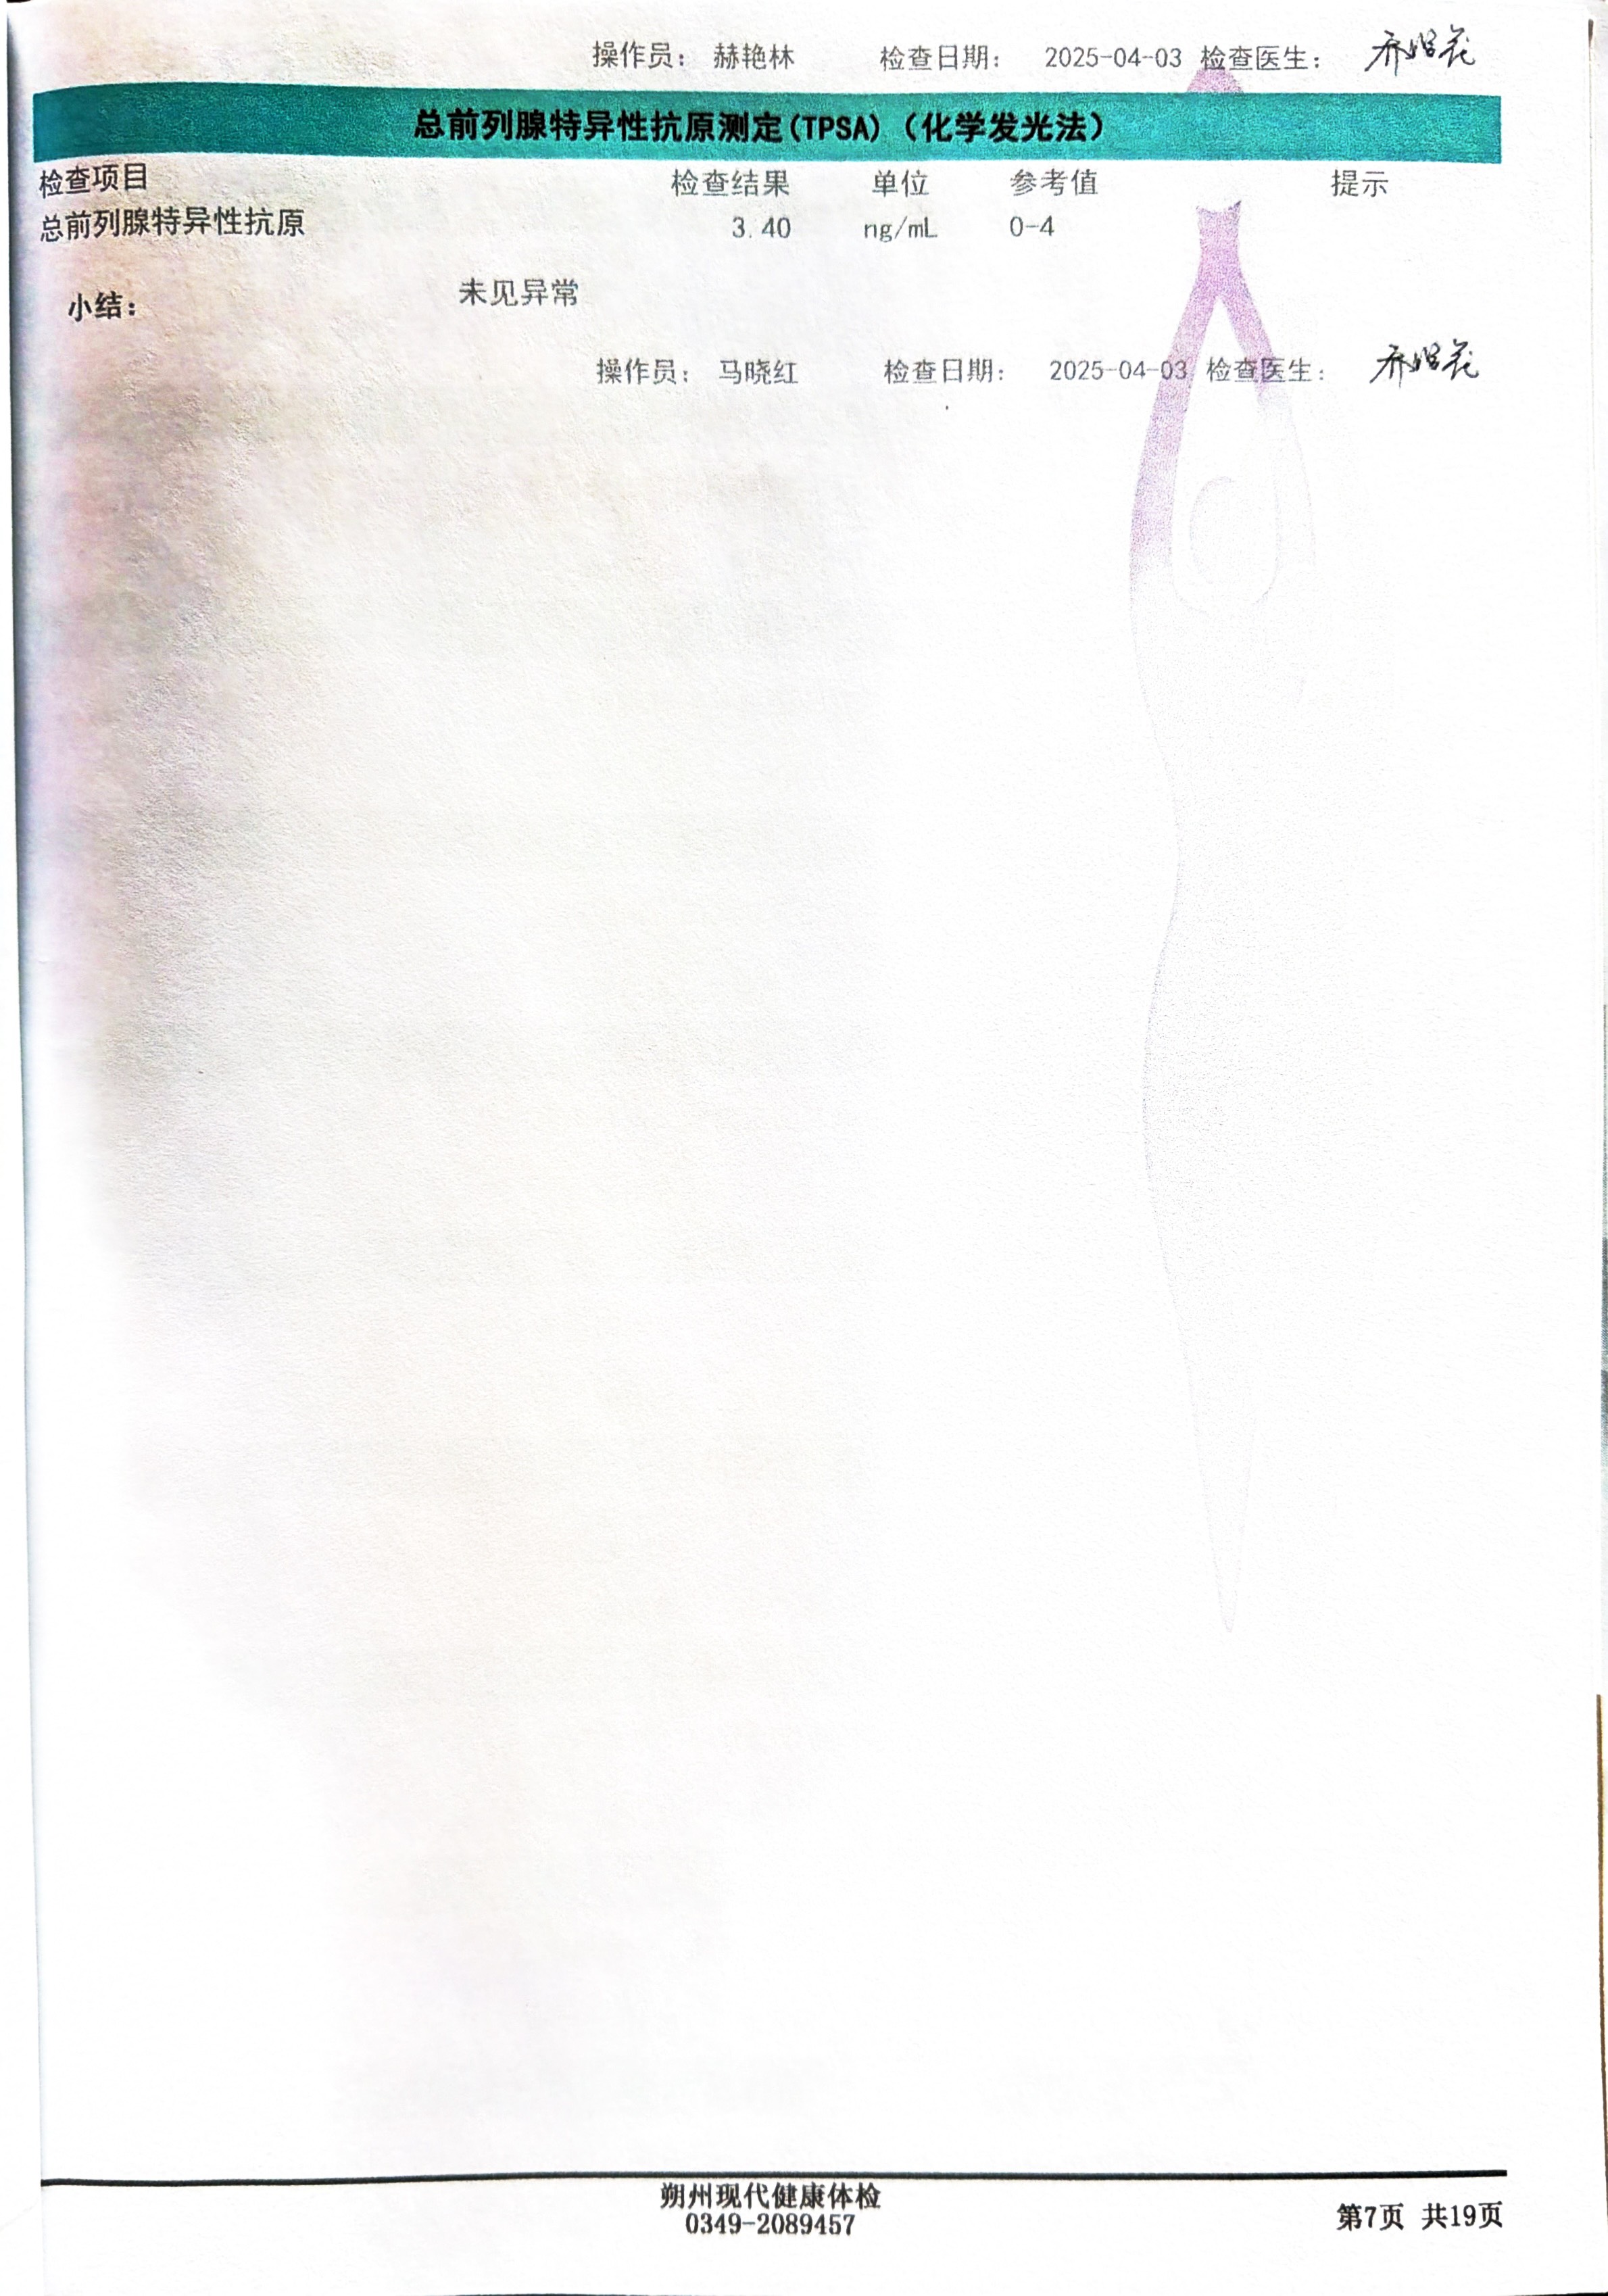 操作员： 赫艳林 检查日期： 2025-04-03 检查医生：
总前列腺特异性抗原测定(TPSA)（化学发光法）
检查项目 检查结果 单位 参考值 提示
总前列腺特异性抗原 3.40 ng/mL 0-4
小结： 未见异常
操作员： 马晓红 检查日期： 2025-04-03 检查医生：
朔州现代健康体检
0349-2089457
第7页 共19页